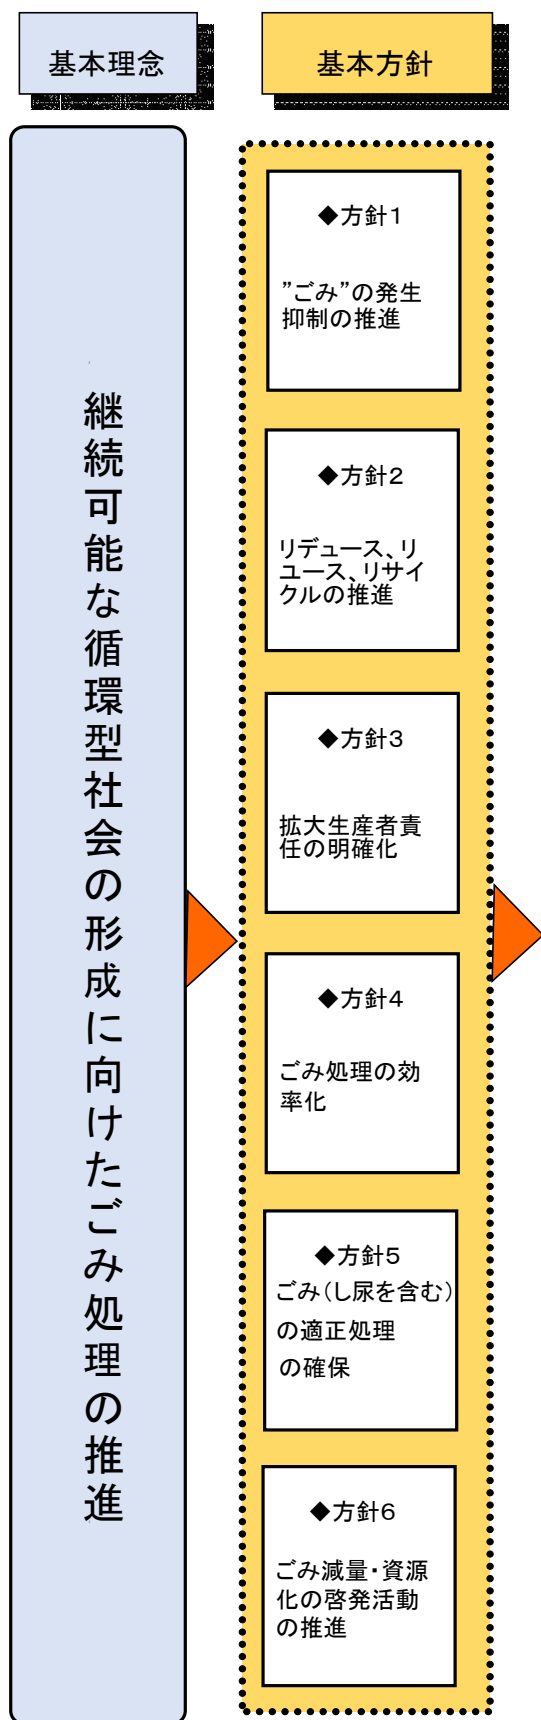 基本理念
基本方針
継続可能な循環型社会の形成に向けたごみ処理の推進
◆方針1
”ごみ”の発生
抑制の推進
◆方針2
リデュース、リ
ユース、リサイ
クルの推進
◆方針3
拡大生産者責
任の明確化
◆方針4
ごみ処理の効
率化
◆方針5
ごみ(し尿を含む)
の適正処理
の確保
◆方針6
ごみ減量・資源
化の啓発活動
の推進